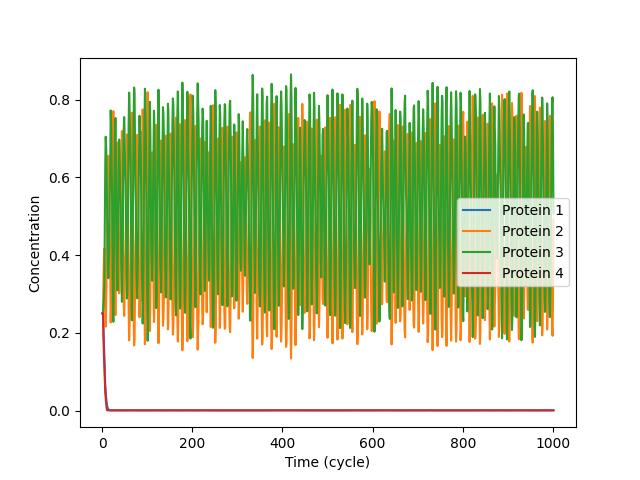 0.8
0.6
0.4
0.2
0.0
Concentration
Protein 1
Protein 2
Protein 3
Protein 4
0 200 400 600 800 1000
Time (cycle)